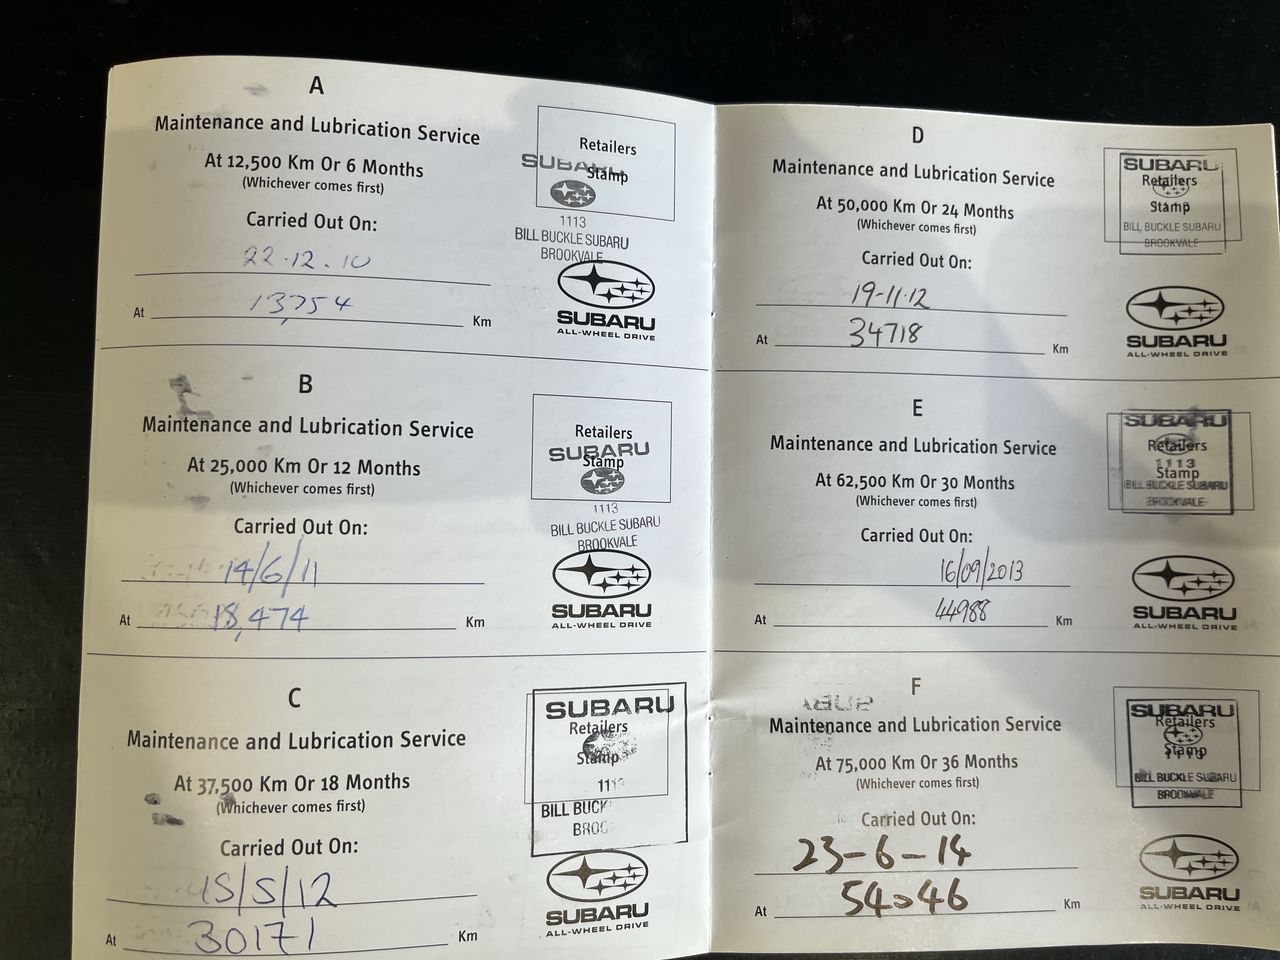 A
Maintenance and Lubrication Service
At 12,500 Km Or 6 Months
(Whichever comes first)
Carried Out On:
22.12.10
At 13,754 Km
Retailers
SUBARU
Stamp
1113
BILL BUCKLE SUBARU
BROOKVALE
SUBARU
ALL-WHEEL DRIVE
B
Maintenance and Lubrication Service
At 25,000 Km Or 12 Months
(Whichever comes first)
Carried Out On:
14/6/11
At 18,474 Km
Retailers
SUBARU
Stamp
1113
BILL BUCKLE SUBARU
BROOKVALE
SUBARU
ALL-WHEEL DRIVE
C
Maintenance and Lubrication Service
At 37,500 Km Or 18 Months
(Whichever comes first)
Carried Out On:
15/5/12
At 30171 Km
SUBARU
Retailers
Stamp
111
BILL BUCK
BROO
SUBARU
ALL-WHEEL DRIVE
D
Maintenance and Lubrication Service
At 50,000 Km Or 24 Months
(Whichever comes first)
Carried Out On:
19-11-12
At 34718 Km
SUBARU
Retailers
Stamp
BILL BUCKLE SUBARU
BROOKVALE
SUBARU
ALL-WHEEL DRIVE
E
Maintenance and Lubrication Service
At 62,500 Km Or 30 Months
(Whichever comes first)
Carried Out On:
16/09/2013
At 44988 Km
SUBARU
Retailers
1113
Stamp
BILL BUCKLE SUBARU
BROOKVALE
SUBARU
ALL-WHEEL DRIVE
F
Maintenance and Lubrication Service
At 75,000 Km Or 36 Months
(Whichever comes first)
Carried Out On:
23-6-14
At 54046 Km
SUBARU
Retailers
Stamp
1113
BILL BUCKLE SUBARU
BROOKVALE
SUBARU
ALL-WHEEL DRIVE